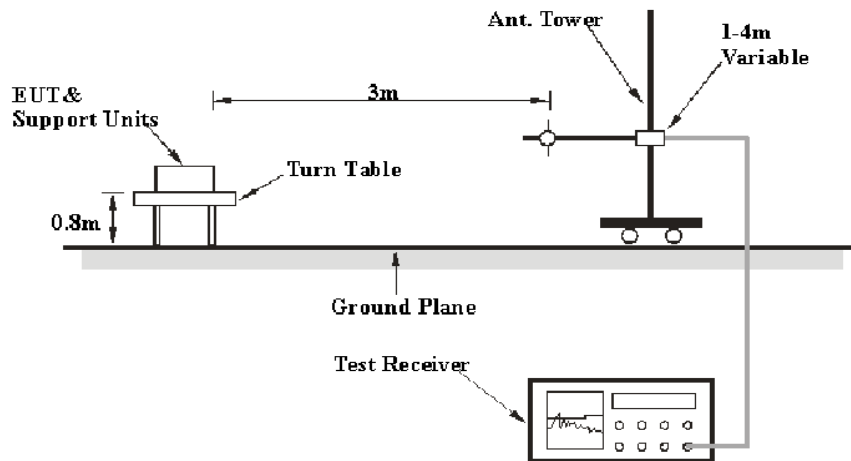 Ant. Tower
1-4m
Variable
3m
EUT &
Support Units
Turn Table
0.8m
Ground Plane
Test Receiver